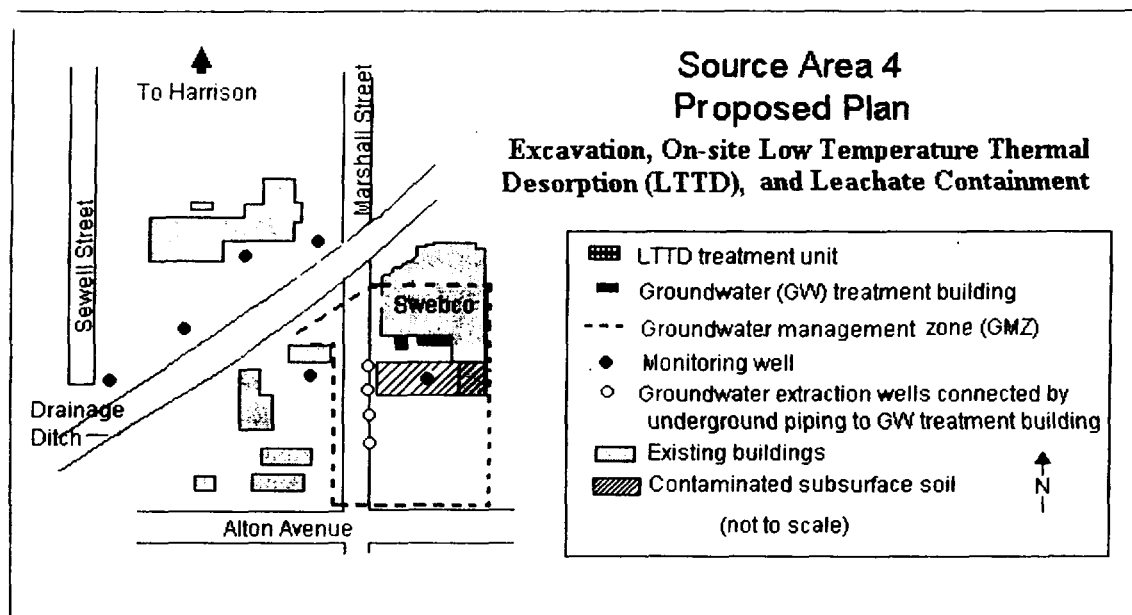 Source Area 4
Proposed Plan
Excavation, On-site Low Temperature Thermal
Desorption (LTTD), and Leachate Containment
To Harrison
Sewell Street
Marshall Street
Swebco
Drainage
Ditch
Alton Avenue
LTTD treatment unit
Groundwater (GW) treatment building
Groundwater management zone (GMZ)
Monitoring well
Groundwater extraction wells connected by
underground piping to GW treatment building
Existing buildings
Contaminated subsurface soil
(not to scale)
N